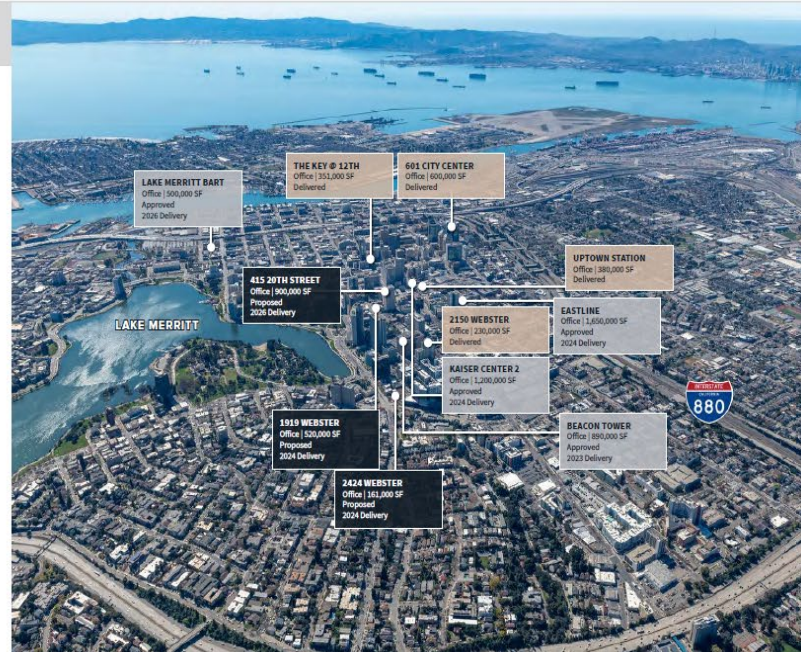 THE KEY @ 12TH
Office | 351,000 SF
Delivered
601 CITY CENTER
Office | 600,000 SF
Delivered
LAKE MERRITT BART
Office | 500,000 SF
Approved
2026 Delivery
UPTOWN STATION
Office | 380,000 SF
Delivered
415 20TH STREET
Office | 900,000 SF
Proposed
2026 Delivery
LAKE MERRITT
2150 WEBSTER
Office | 230,000 SF
Delivered
EASTLINE
Office | 1,650,000 SF
Approved
2024 Delivery
KAISER CENTER 2
Office | 1,200,000 SF
Approved
2024 Delivery
INTERSTATE
CALIFORNIA
880
1919 WEBSTER
Office | 520,000 SF
Proposed
2024 Delivery
BEACON TOWER
Office | 890,000 SF
Approved
2023 Delivery
2424 WEBSTER
Office | 161,000 SF
Proposed
2024 Delivery